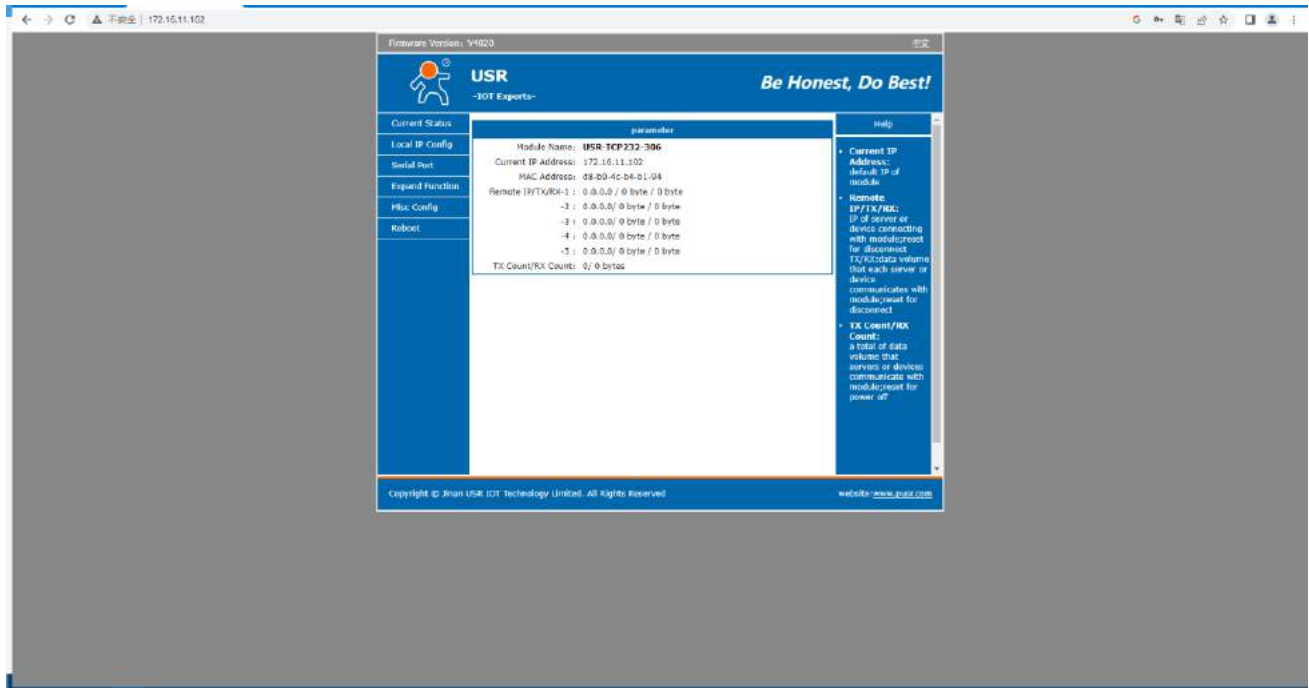 不安全 | 172.16.11.102
Firmware Version: V4020
中文
USR
-IOT Experts-
Be Honest, Do Best!
Current Status
Local IP Config
Serial Port
Expand Function
Misc Config
Reboot
parameter
Module Name: USR-TCP232-306
Current IP Address: 172.16.11.102
MAC Address: d8-b0-4c-b4-b1-94
Remote IP/TX/RX-1 : 0.0.0.0 / 0 byte / 0 byte
-2 : 0.0.0.0/ 0 byte / 0 byte
-3 : 0.0.0.0/ 0 byte / 0 byte
-4 : 0.0.0.0/ 0 byte / 0 byte
-5 : 0.0.0.0/ 0 byte / 0 byte
TX Count/RX Count: 0/ 0 bytes
Help
• Current IP
Address:
default IP of
module
• Remote
IP/TX/RX:
IP of server or
device connecting
with module;reset
for disconnect
TX/RX:data volume
that each server or
device
communicates with
module;reset for
disconnect
• TX Count/RX
Count:
a total of data
volume that
servers or devices
communicate with
module;reset for
power off
Copyright © Jinan USR IOT Technology Limited. All Rights Reserved
website:www.pusr.com